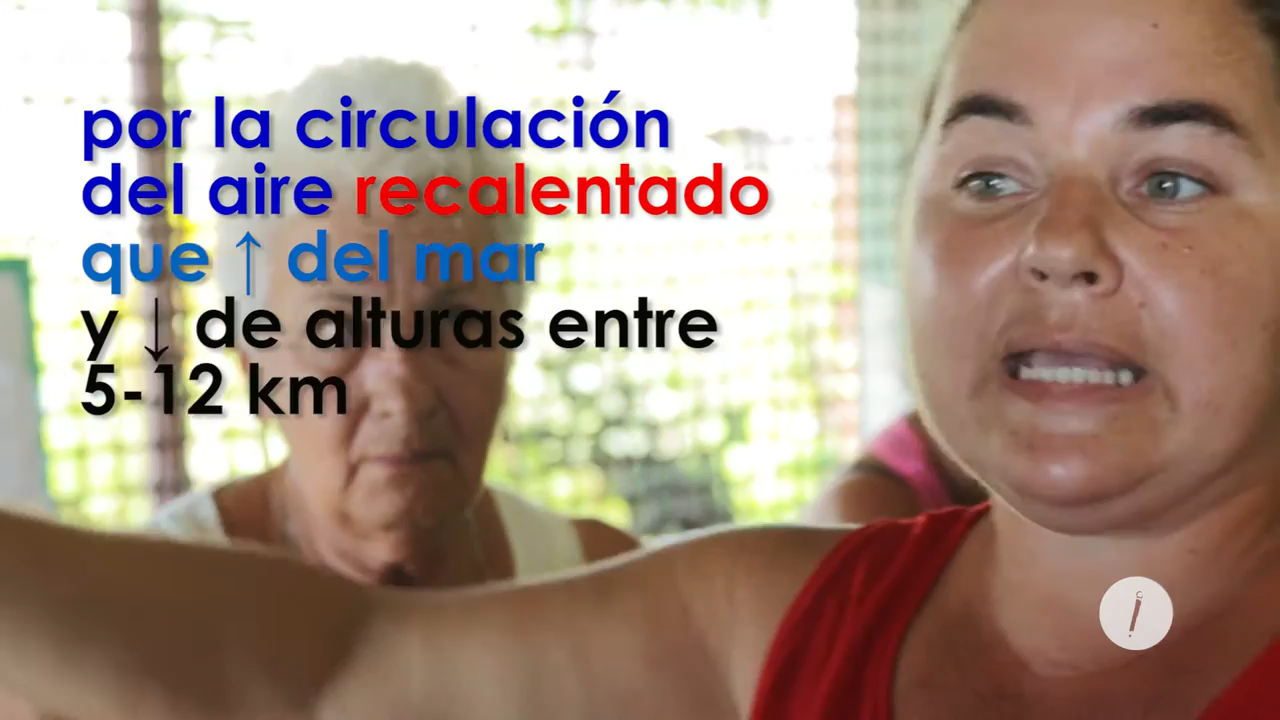 por la circulación
del aire recalentado
que ↑ del mar
y ↓ de alturas entre
5-12 km